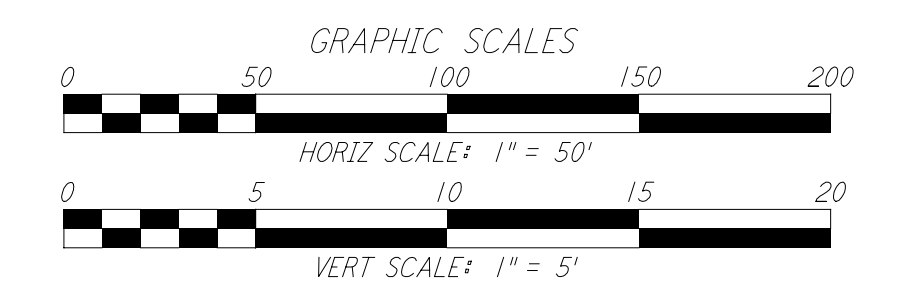 GRAPHIC SCALES
0 50 100 150 200
HORIZ SCALE: 1" = 50'
0 5 10 15 20
VERT SCALE: 1" = 5'